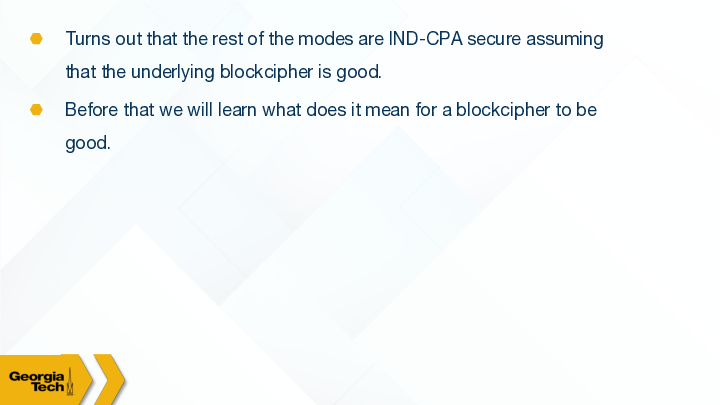 Turns out that the rest of the modes are IND-CPA secure assuming
that the underlying blockcipher is good.
Before that we will learn what does it mean for a blockcipher to be
good.
Georgia
Tech